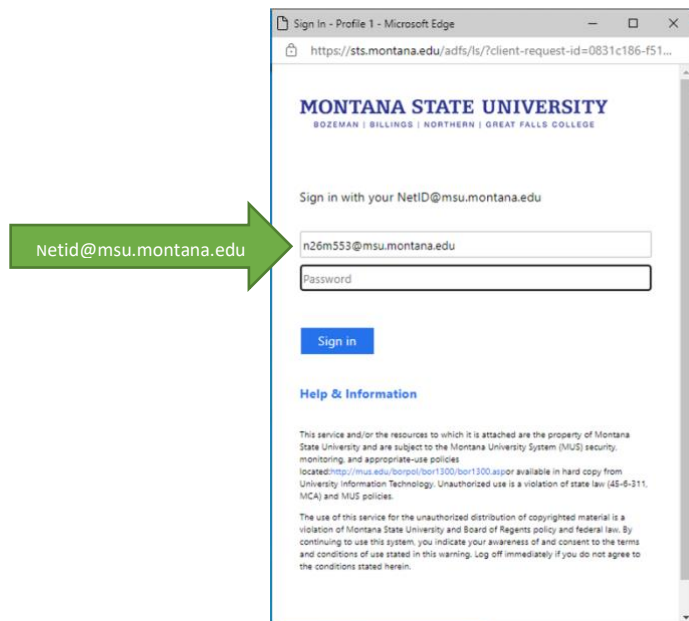 Sign In - Profile 1 - Microsoft Edge
https://sts.montana.edu/adfs/ls/?client-request-id=0831c186-f51...
MONTANA STATE UNIVERSITY
BOZEMAN | BILLINGS | NORTHERN | GREAT FALLS COLLEGE
Sign in with your NetID@msu.montana.edu
Netid@msu.montana.edu
n26m553@msu.montana.edu
Password
Sign in
Help & Information
This service and/or the resources to which it is attached are the property of Montana
State University and are subject to the Montana University System (MUS) security,
monitoring, and appropriate-use policies
located:http://mus.edu/borpol/bor1300/bor1300.aspor available in hard copy from
University Information Technology. Unauthorized use is a violation of state law (45-6-311,
MCA) and MUS policies.
The use of this service for the unauthorized distribution of copyrighted material is a
violation of Montana State University and Board of Regents policy and federal law. By
continuing to use this system, you indicate your awareness of and consent to the terms
and conditions of use stated in this warning. Log off immediately if you do not agree to
the conditions stated herein.